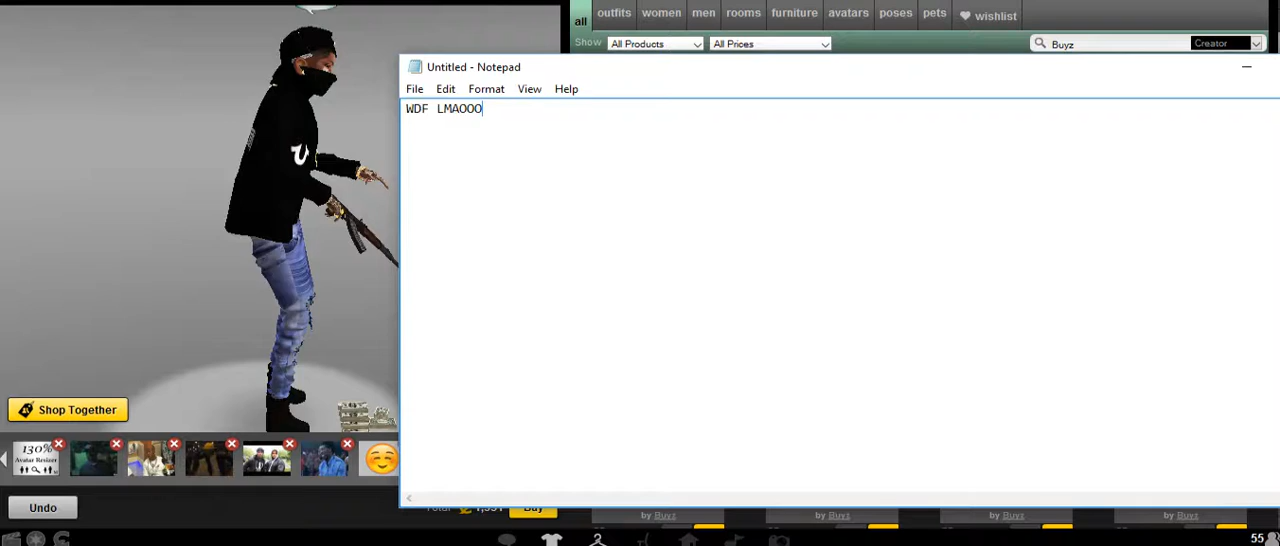 all outfits women men rooms furniture avatars poses pets wishlist
Show All Products All Prices Buyz Creator
Untitled - Notepad
File Edit Format View Help
WDF LMAOOO
Shop Together
130%
Avatar Resizer
Undo
Buy
by Buyz by Buyz by Buyz by Buyz
55